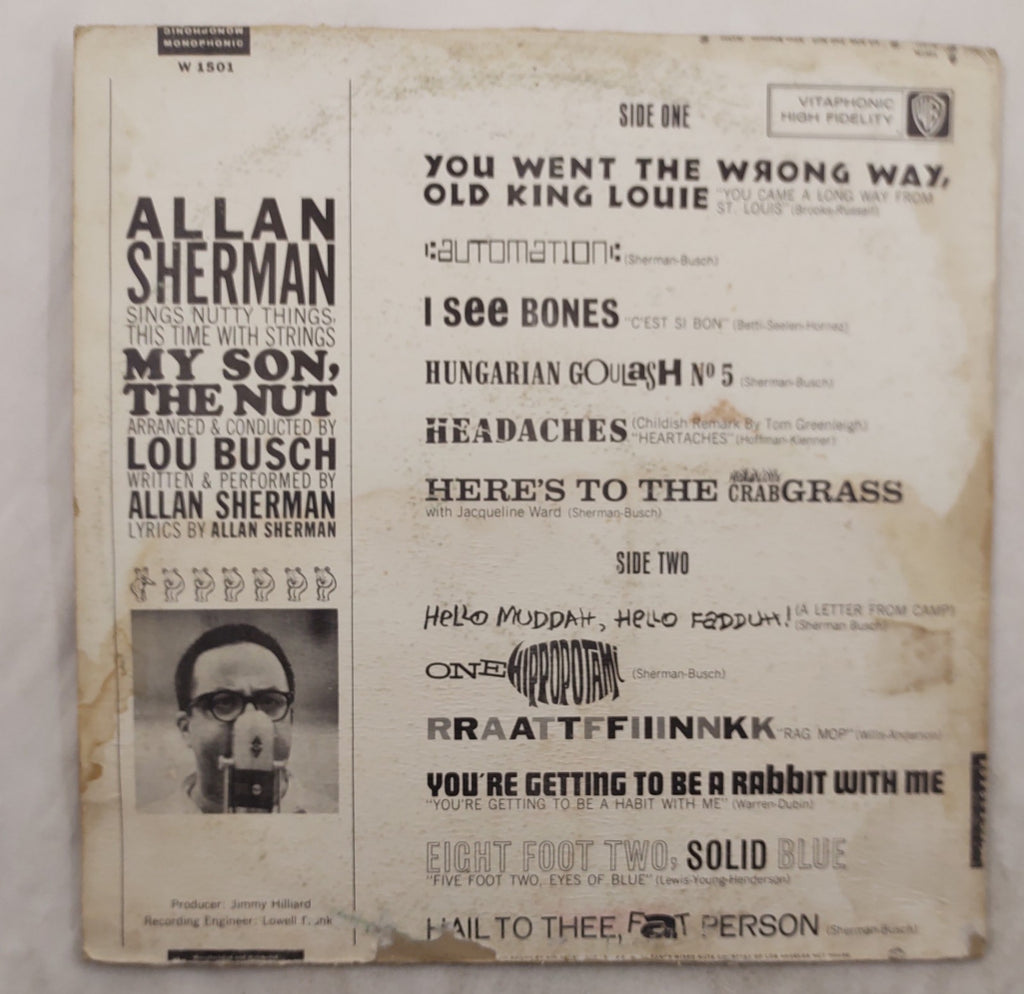 MONOPHONIC
W 1501
ALLAN
SHERMAN
SINGS NUTTY THINGS,
THIS TIME WITH STRINGS
MY SON,
THE NUT
ARRANGED & CONDUCTED BY
LOU BUSCH
WRITTEN & PERFORMED BY
ALLAN SHERMAN
LYRICS BY ALLAN SHERMAN
Producer: Jimmy Hilliard
Recording Engineer: Lowell
VITAPHONIC
HIGH FIDELITY
WB
SIDE ONE
YOU WENT THE WRONG WAY,
OLD KING LOUIE "YOU CAME A LONG WAY FROM
ST. LOUIS" (Brooks-Russell)
AUTOMATION (Sherman-Busch)
I see BONES "C'EST SI BON" (Betti-Seelen-Hornez)
HUNGARIAN GOULASH Nº 5 (Sherman-Busch)
HEADACHES (Childish Remark By Tom Greenleigh)
"HEARTACHES" (Hoffman-Klenner)
HERE'S TO THE CRABGRASS
with Jacqueline Ward (Sherman-Busch)
SIDE TWO
HeLLO MUDDAH, HeLLO FaDDUH! (A LETTER FROM CAMP)
(Sherman Busch)
ONE HIPPOPOTAMi (Sherman-Busch)
RRAATTFFIIINNKK "RAG MOP" (Wills-Anderson)
YOU'RE GETTING TO BE A RabbiT WITH ME
"YOU'RE GETTING TO BE A HABIT WITH ME" (Warren-Dubin)
EIGHT FOOT TWO, SOLID BLUE
"FIVE FOOT TWO, EYES OF BLUE" (Lewis-Young-Henderson)
HAIL TO THEE, FaT PERSON (Sherman-Busch)